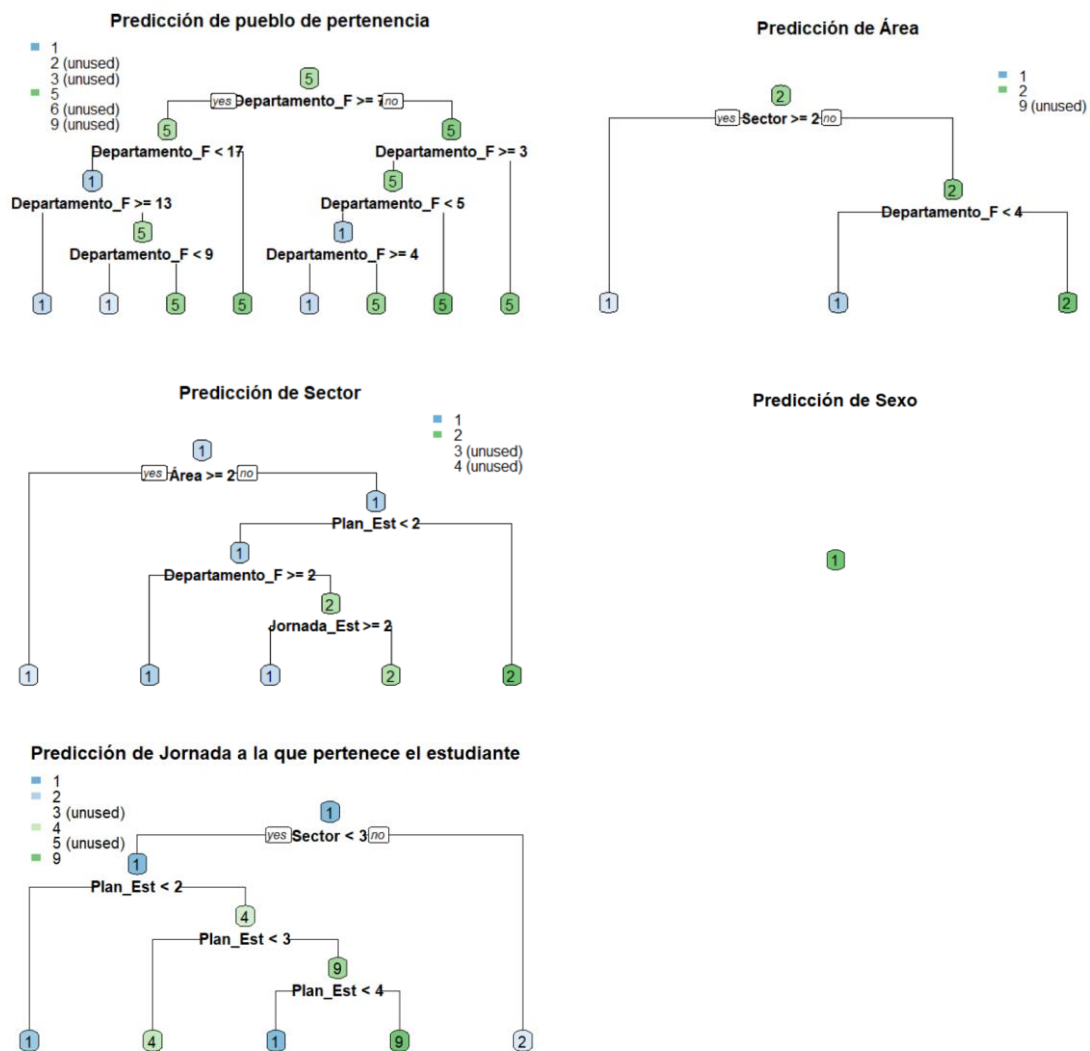 Predicción de pueblo de pertenencia
1
2 (unused)
3 (unused)
5
6 (unused)
9 (unused)
5
yes Departamento_F >= 7 no
5
5
Departamento_F < 17
Departamento_F >= 3
1
5
Departamento_F >= 13
Departamento_F < 5
5
1
Departamento_F < 9
Departamento_F >= 4
1
1
5
5
1
5
5
5
Predicción de Área
1
2
9 (unused)
2
yes Sector >= 2 no
2
Departamento_F < 4
1
1
2
Predicción de Sector
1
2
3 (unused)
4 (unused)
1
yes Área >= 2 no
1
Plan_Est < 2
1
Departamento_F >= 2
2
Jornada_Est >= 2
1
1
1
2
2
Predicción de Sexo
1
Predicción de Jornada a la que pertenece el estudiante
1
2
3 (unused)
4
5 (unused)
9
1
yes Sector < 3 no
1
Plan_Est < 2
4
Plan_Est < 3
9
Plan_Est < 4
1
4
1
9
2